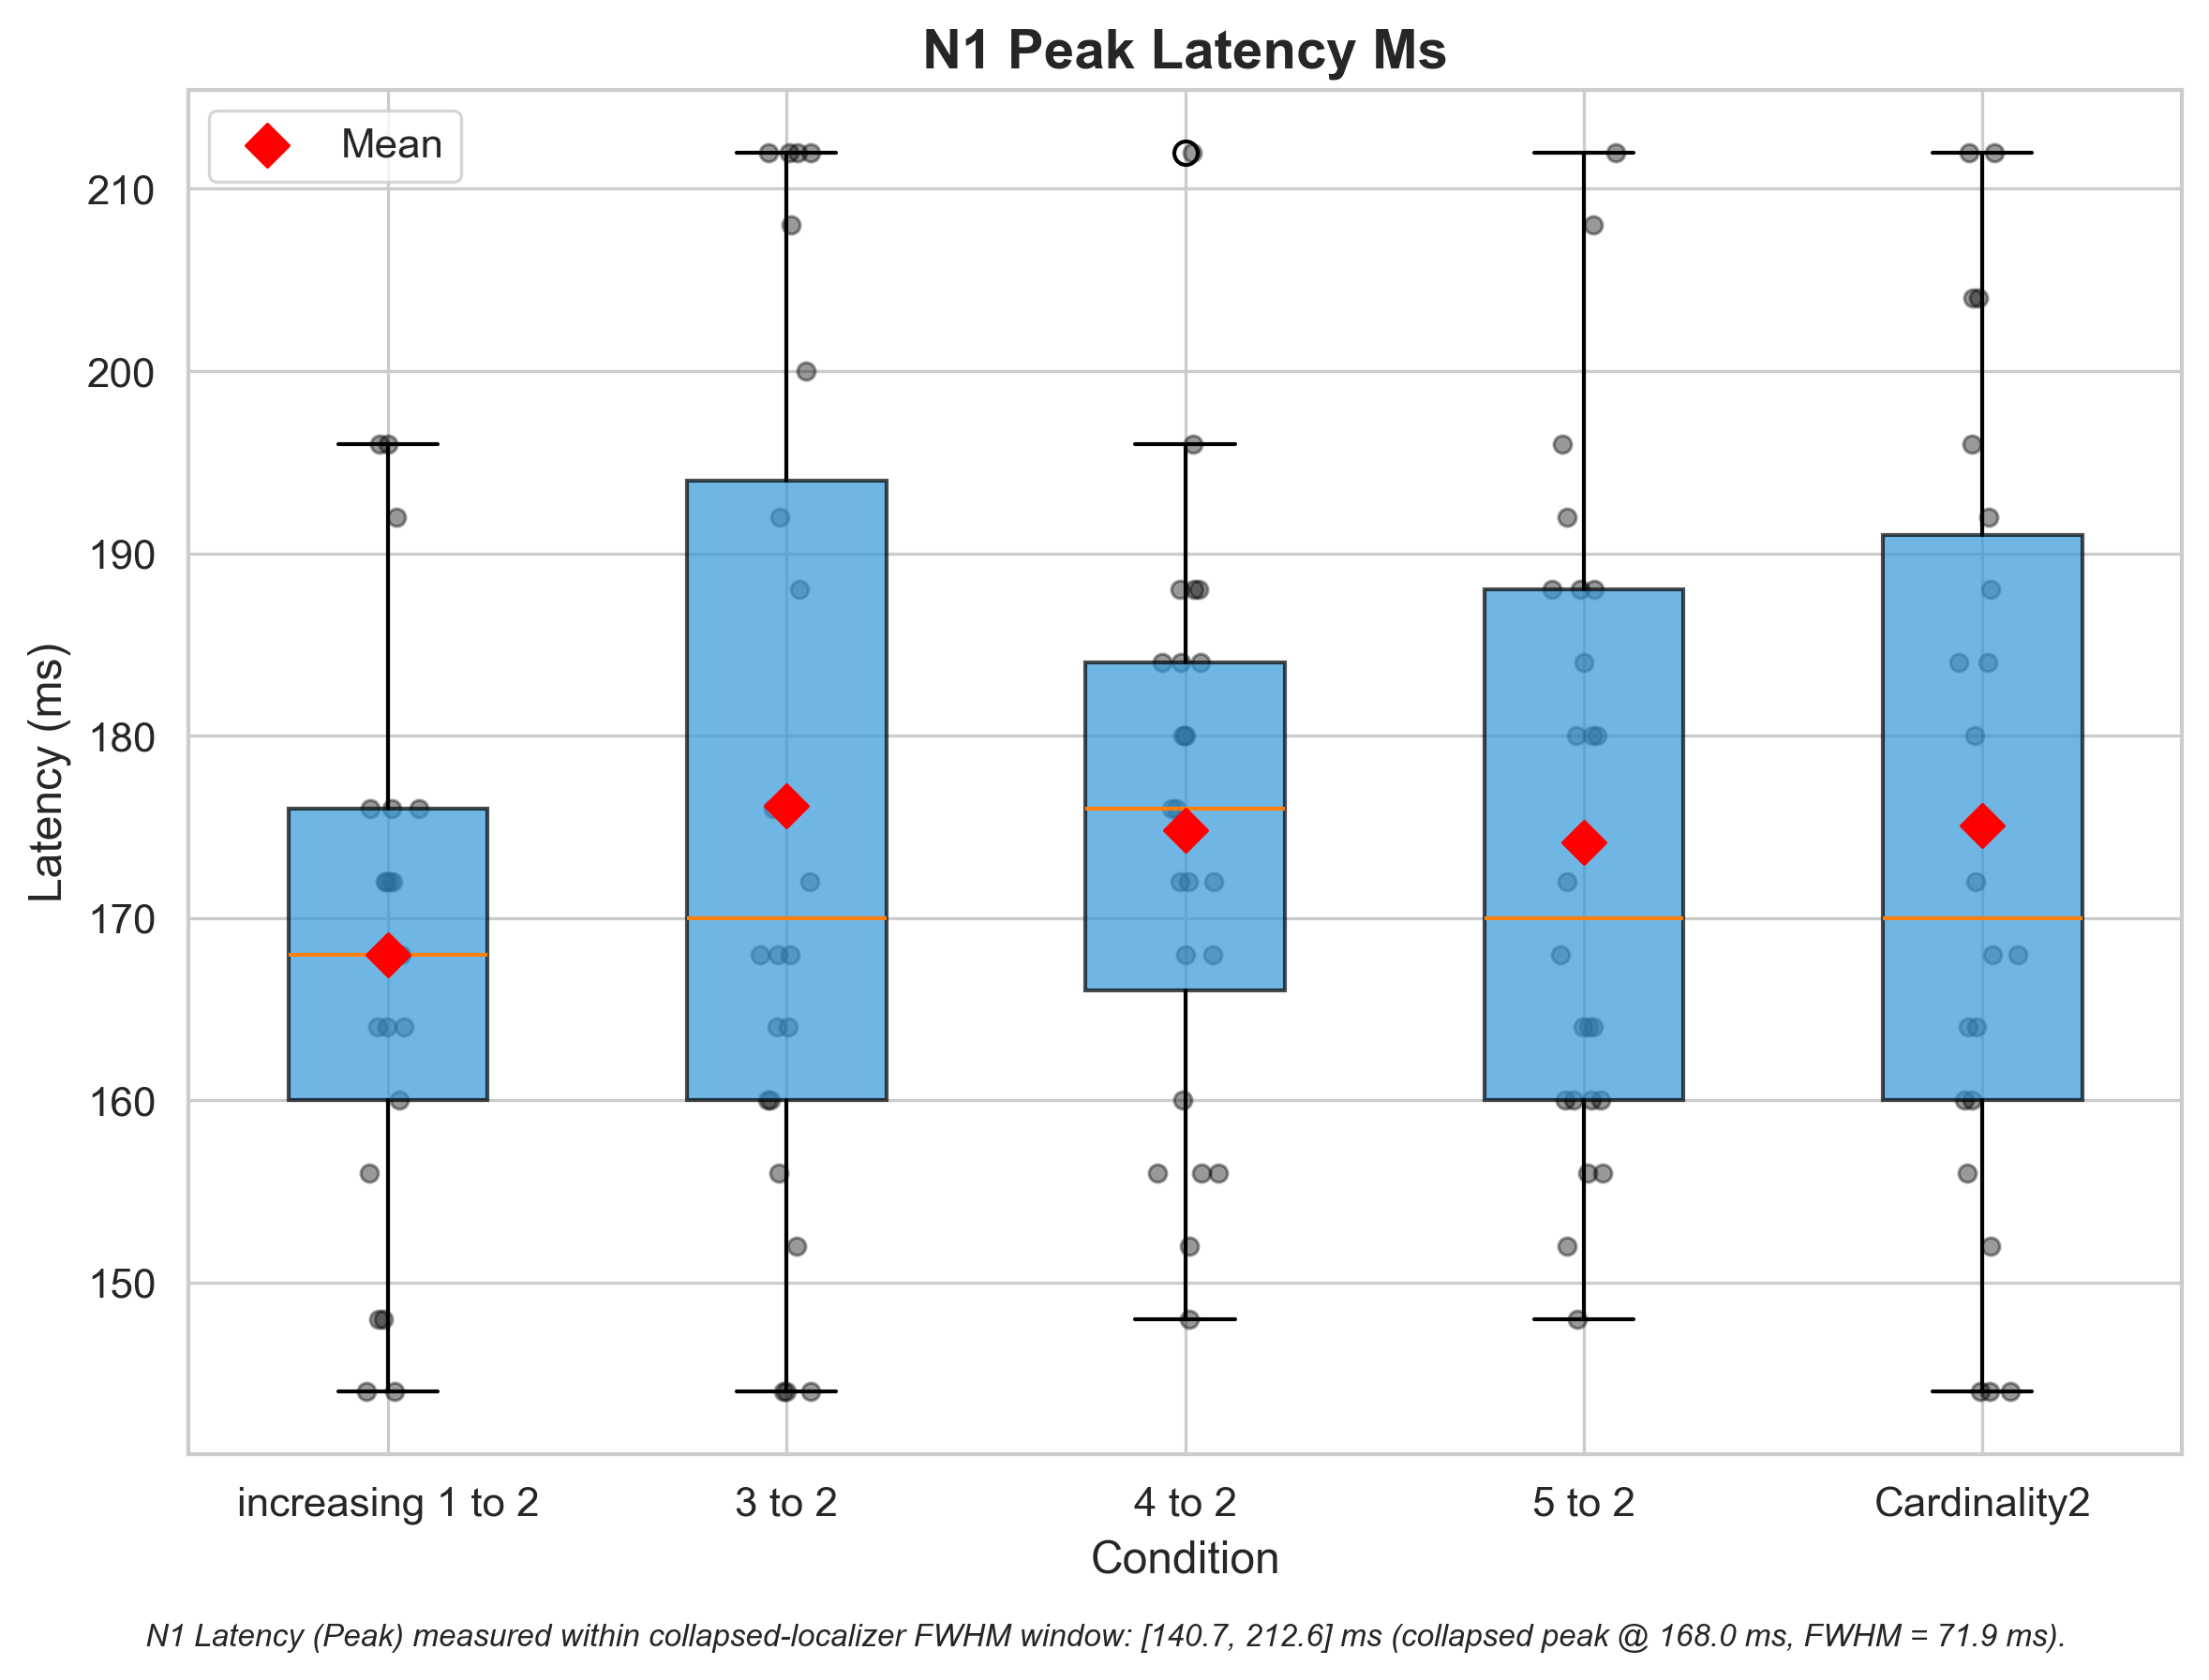 N1 Peak Latency Ms
Mean
210
200
190
180
170
160
150
Latency (ms)
increasing 1 to 2
3 to 2
4 to 2
5 to 2
Cardinality2
Condition
N1 Latency (Peak) measured within collapsed-localizer FWHM window: [140.7, 212.6] ms (collapsed peak @ 168.0 ms, FWHM = 71.9 ms).